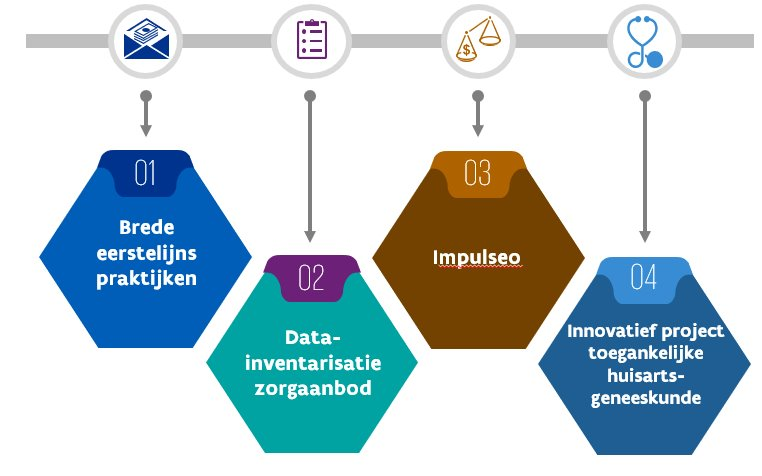 $
01
Brede
eerstelijns
praktijken
02
Data-
inventarisatie
zorgaanbod
03
Impulseo
04
Innovatief project
toegankelijke
huisarts-
geneeskunde